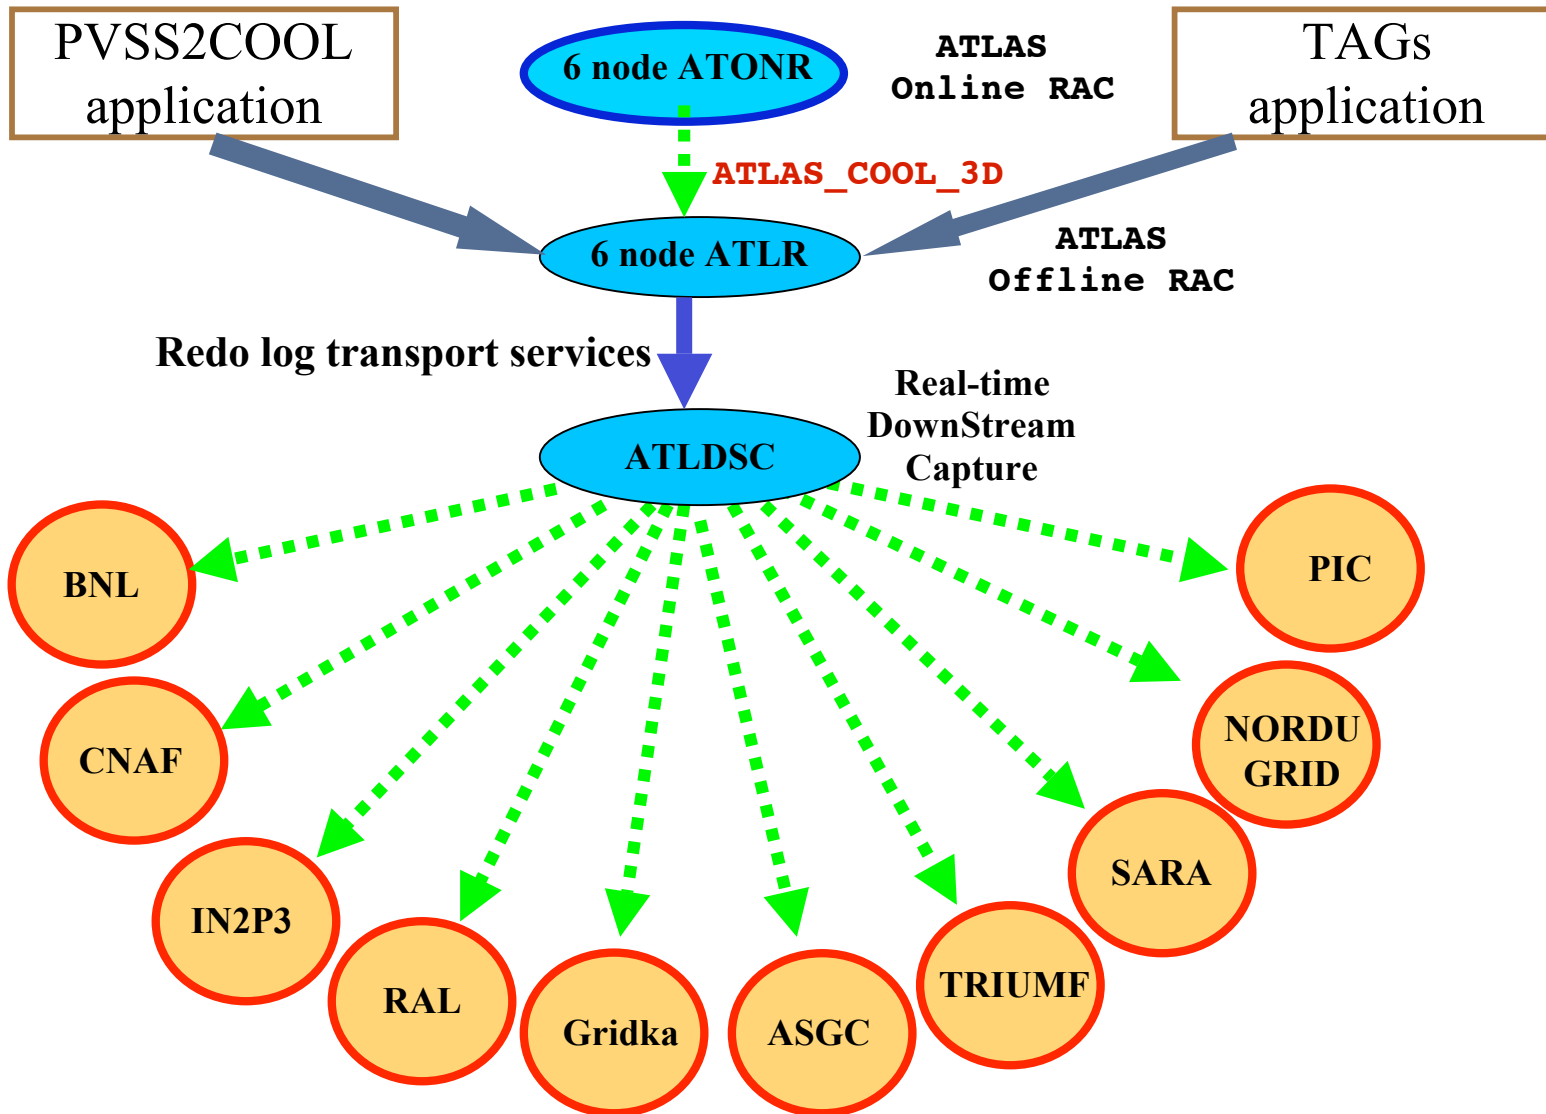 PVSS2COOL
application
6 node ATONR
ATLAS
Online RAC
TAGs
application
ATLAS_COOL_3D
6 node ATLR
ATLAS
Offline RAC
Redo log transport services
Real-time
DownStream
Capture
ATLDSC
BNL
PIC
CNAF
NORDU
GRID
IN2P3
SARA
RAL
TRIUMF
Gridka
ASGC